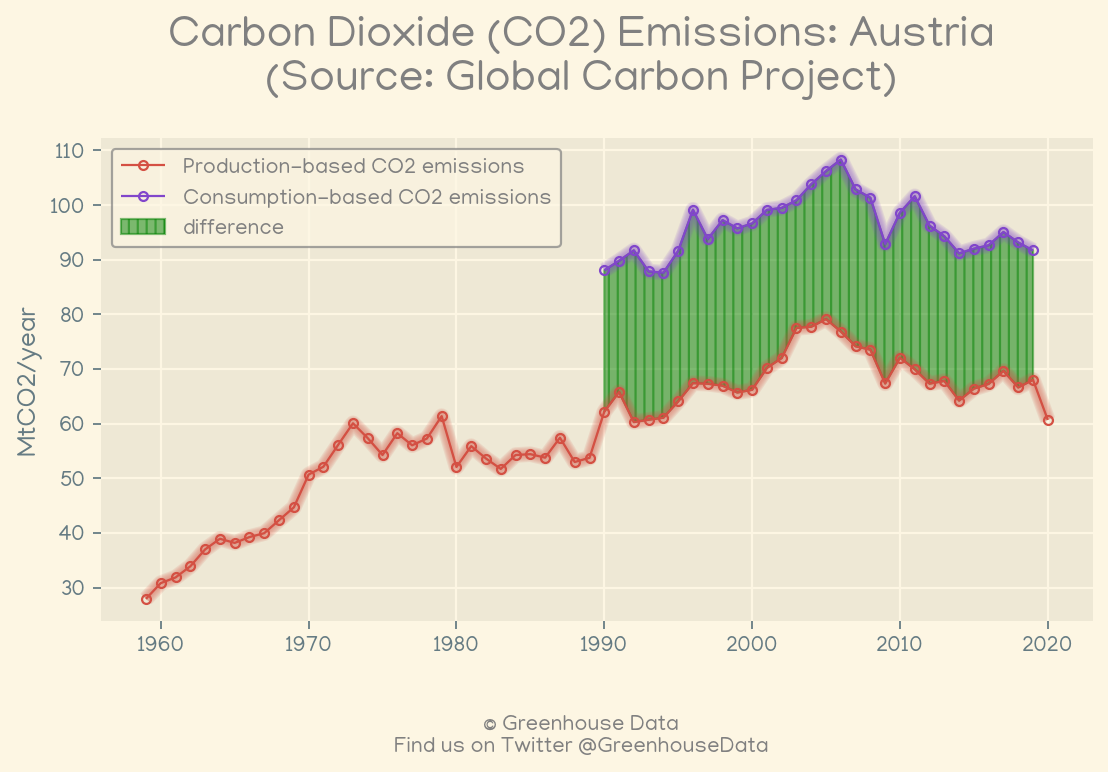 Carbon Dioxide (CO2) Emissions: Austria
(Source: Global Carbon Project)
Production-based CO2 emissions
Consumption-based CO2 emissions
difference
MtCO2/year
110
100
90
80
70
60
50
40
30
1960 1970 1980 1990 2000 2010 2020
© Greenhouse Data
Find us on Twitter @GreenhouseData